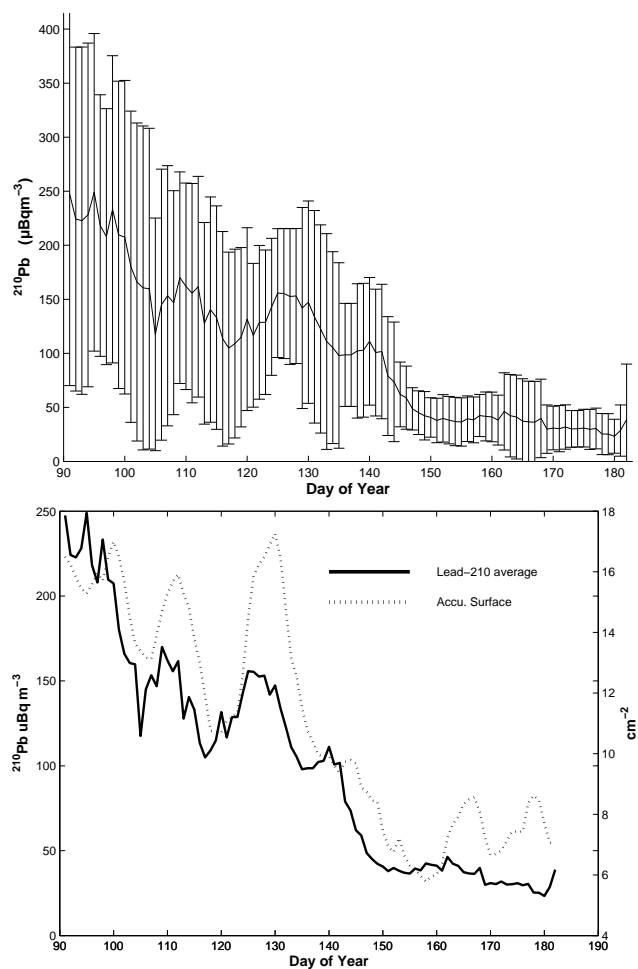 400
350
300
250
200
150
100
50
0
²¹⁰Pb (µBqm⁻³)
90 100 110 120 130 140 150 160 170 180
Day of Year
250
200
150
100
50
0
²¹⁰Pb uBq m⁻³
18
16
14
12
10
8
6
4
cm⁻²
Lead–210 average
Accu. Surface
90 100 110 120 130 140 150 160 170 180 190
Day of Year